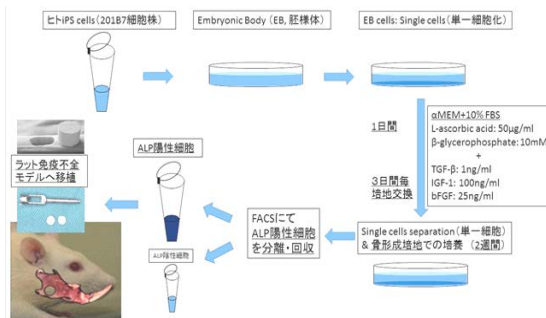 ヒトiPS cells (201B7細胞株)
Embryonic Body (EB, 胚様体)
EB cells: Single cells(単一細胞化)
1日間
3日間毎
培地交換
αMEM+10% FBS
L-ascorbic acid: 50μg/ml
β-glycerophosphate: 10mM
+
TGF-β: 1ng/ml
IGF-1: 100ng/ml
bFGF: 25ng/ml
Single cells separation(単一細胞)
& 骨形成培地での培養 (2週間)
FACSにて
ALP陽性細胞
を分離・回収
ALP陽性細胞
ALP陰性細胞
ラット免疫不全
モデルへ移植